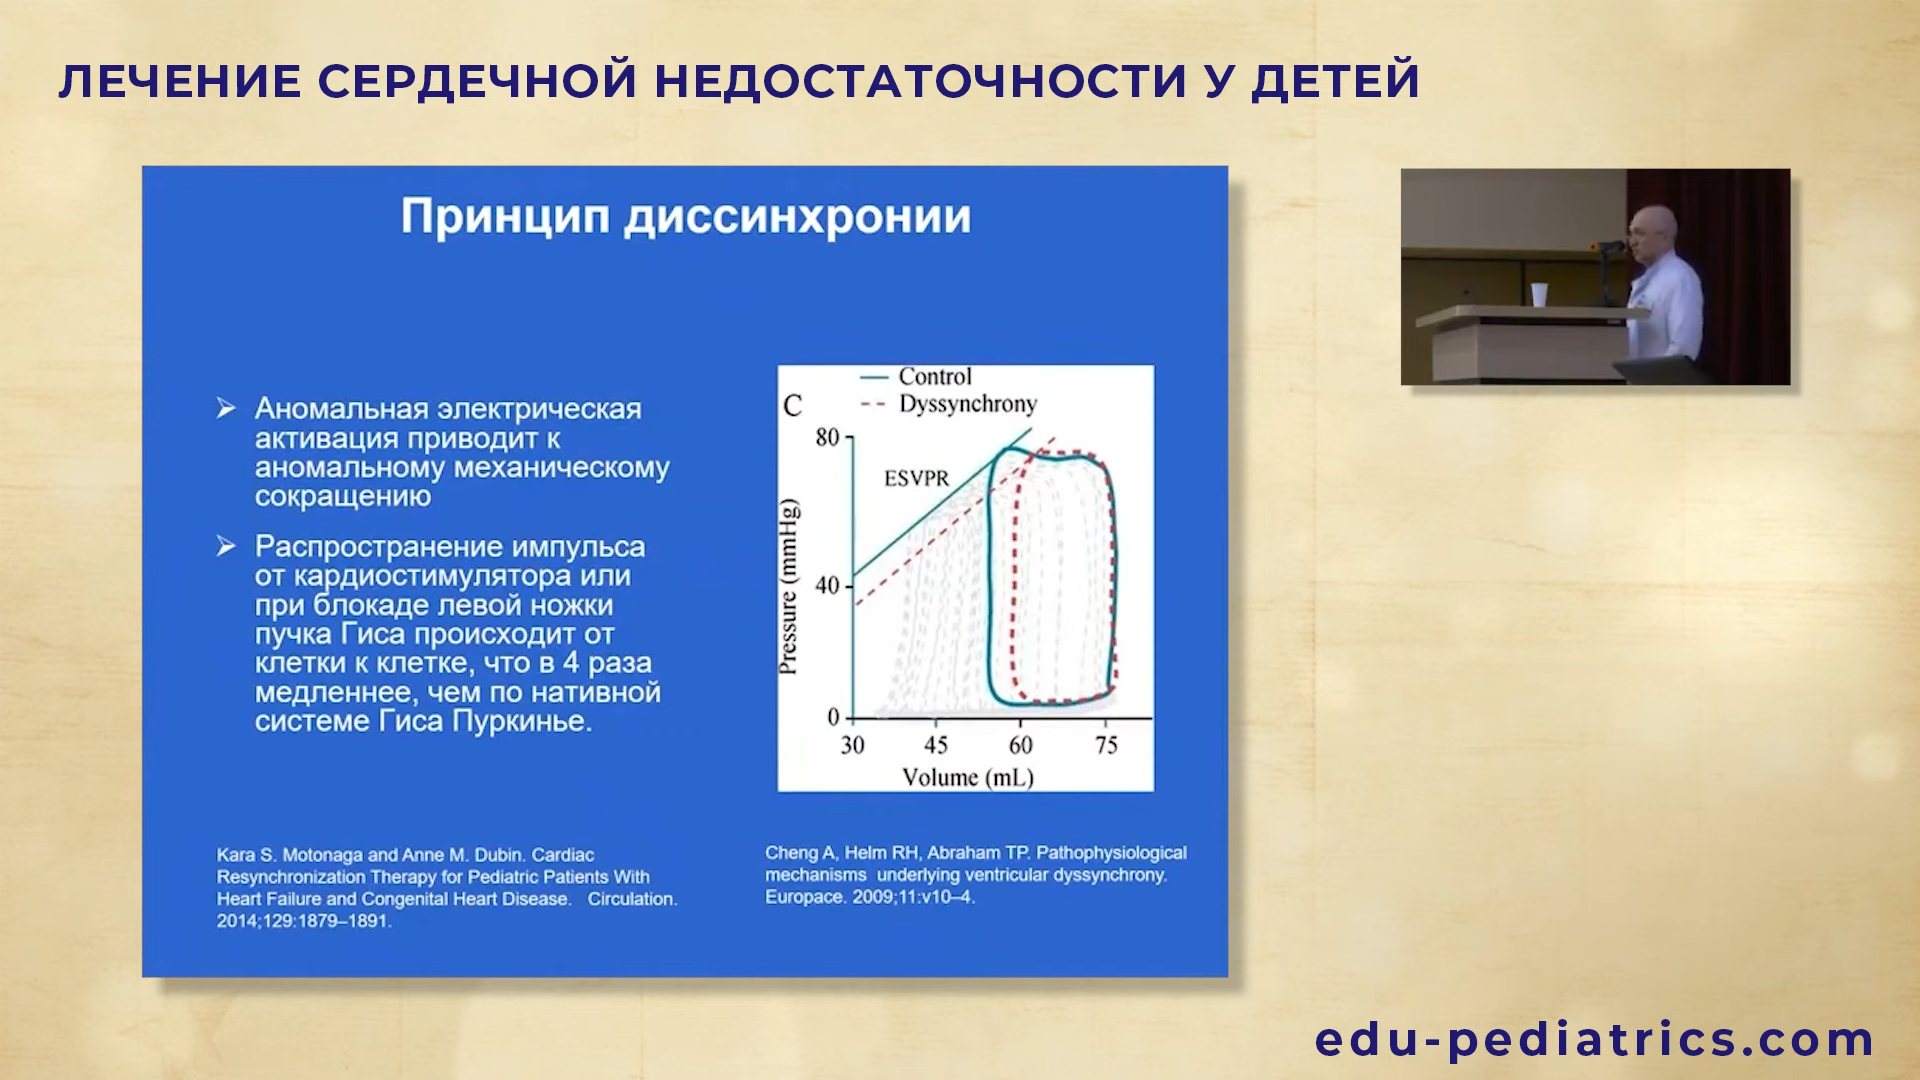 ЛЕЧЕНИЕ СЕРДЕЧНОЙ НЕДОСТАТОЧНОСТИ У ДЕТЕЙ
Принцип диссинхронии
Аномальная электрическая
активация приводит к
аномальному механическому
сокращению
Распространение импульса
от кардиостимулятора или
при блокаде левой ножки
пучка Гиса происходит от
клетки к клетке, что в 4 раза
медленнее, чем по нативной
системе Гиса Пуркинье.
Control
Dyssynchrony
C
80
ESVPR
40
Pressure (mmHg)
0
30 45 60 75
Volume (mL)
Kara S. Motonaga and Anne M. Dubin. Cardiac
Resynchronization Therapy for Pediatric Patients With
Heart Failure and Congenital Heart Disease. Circulation.
2014;129:1879–1891.
Cheng A, Helm RH, Abraham TP. Pathophysiological
mechanisms underlying ventricular dyssynchrony.
Europace. 2009;11:v10–4.
edu-pediatrics.com